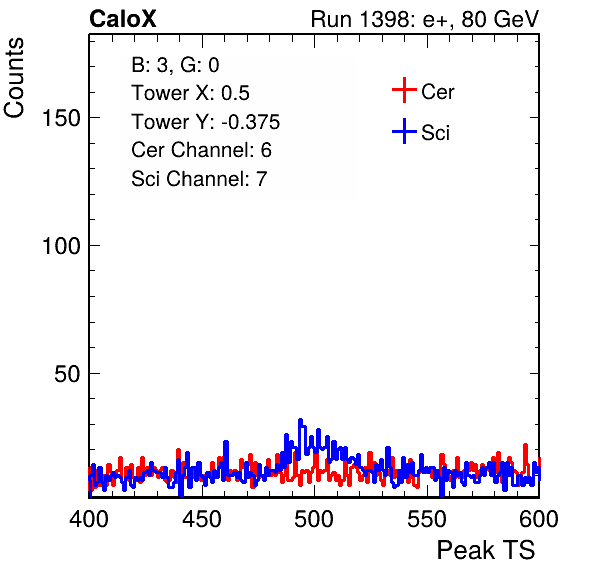 CaloX Run 1398: e+, 80 GeV
B: 3, G: 0
Tower X: 0.5
Tower Y: -0.375
Cer Channel: 6
Sci Channel: 7
Cer
Sci
Counts
150
100
50
400 450 500 550 600
Peak TS